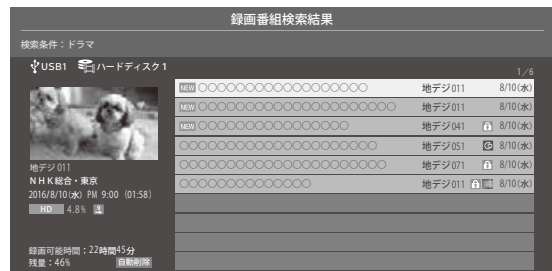 録画番組検索結果
検索条件：ドラマ
USB1 ハードディスク1
1/6
NEW ○○○○○○○○○○○○○○○○○○ 地デジ011 8/10(水)
NEW ○○○○○○○○○○○○○○○○○○○○○ 地デジ011 8/10(水)
NEW ○○○○○○○○○○○○○○○○ 地デジ041 8/10(水)
○○○○○○○○○○○○○○○○○○○○○ 地デジ051 8/10(水)
○○○○○○○○○○○○○○○○○○○○○○ 地デジ071 8/10(水)
○○○○○○○○○○○○○○ 地デジ011 8/10(水)
地デジ011
NHK総合・東京
2016/8/10(水) PM 9:00 (01:58)
HD 4.8%
録画可能時間：22時間45分
残量：46% 自動削除